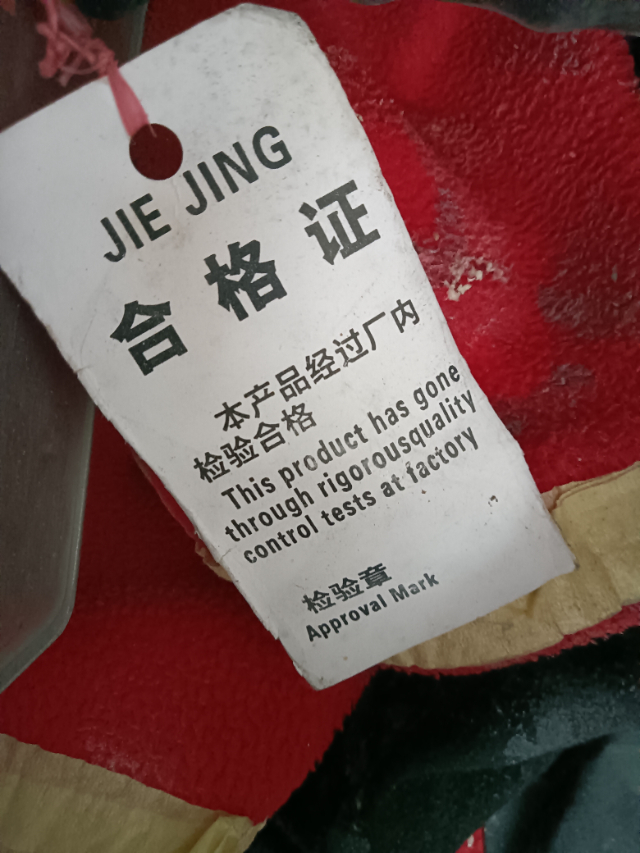 JIE JING
合格证
本产品经过厂内
检验合格
This product has gone
through rigorousquality
control tests at factory
检验章
Approval Mark